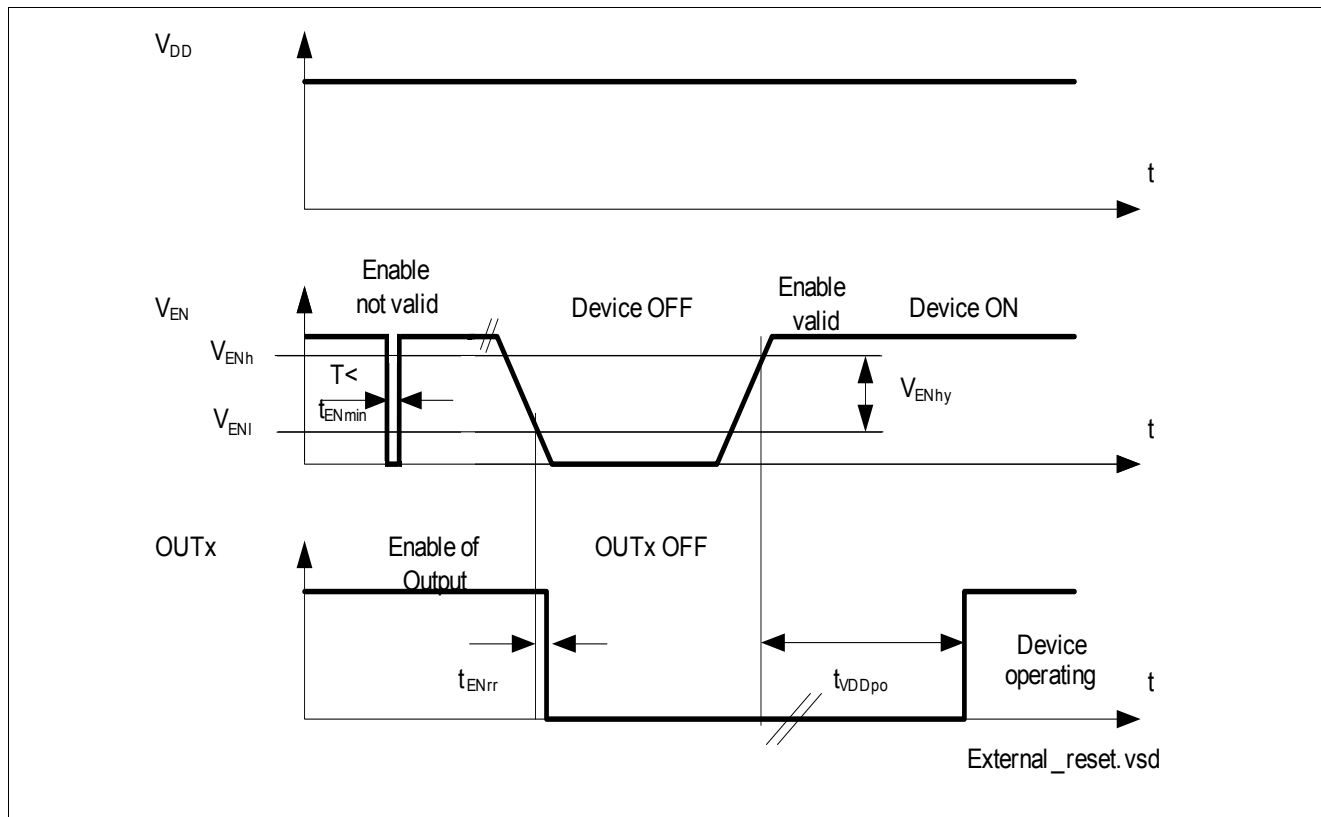 VDD
t
Enable
not valid
Device OFF
Enable
valid
Device ON
VEN
VENh
T<
tENmin
VENhy
VENl
t
OUTx
Enable of
Output
OUTx OFF
tENrr
tVDDpo
Device
operating
t
External_reset.vsd